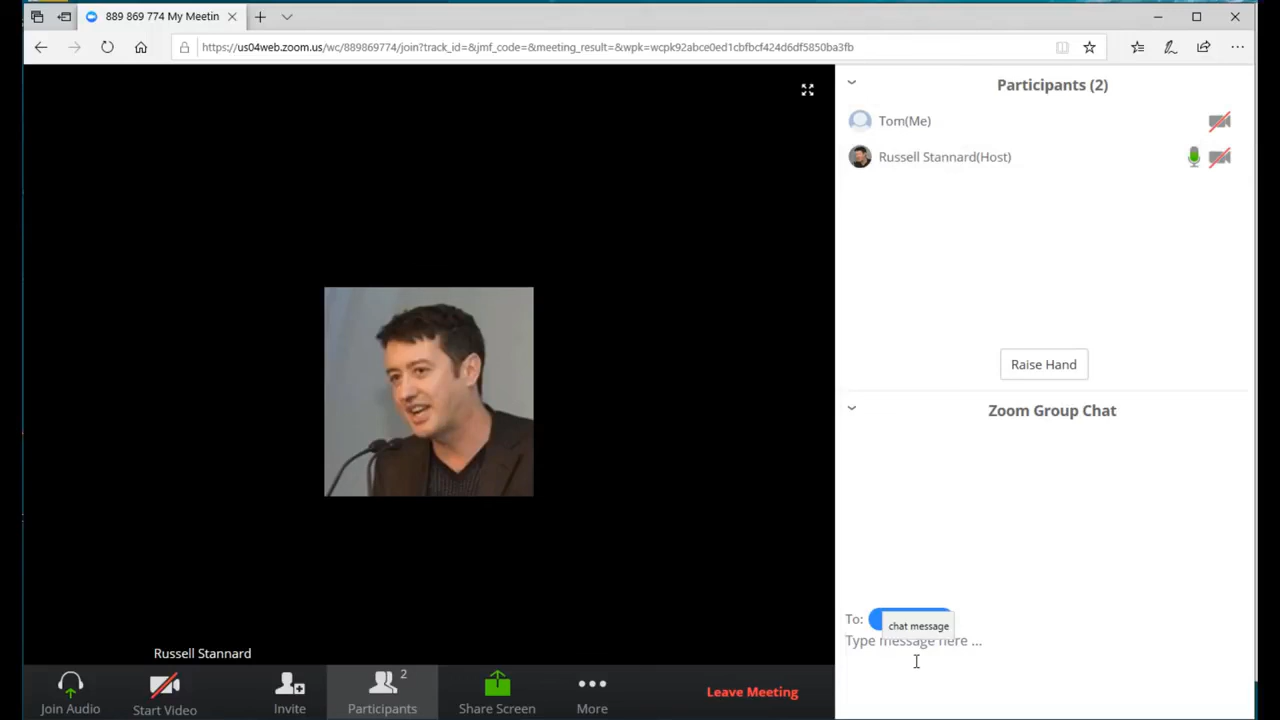 889 869 774 My Meetin
https://us04web.zoom.us/wc/889869774/join?track_id=&jmf_code=&meeting_result=&wpk=wcpk92abce0ed1cbfbcf424d6df5850ba3fb
Participants (2)
Tom(Me)
Russell Stannard(Host)
Raise Hand
Zoom Group Chat
To:
chat message
Type message here ...
Russell Stannard
2
Join Audio
Start Video
Invite
Participants
Share Screen
More
Leave Meeting